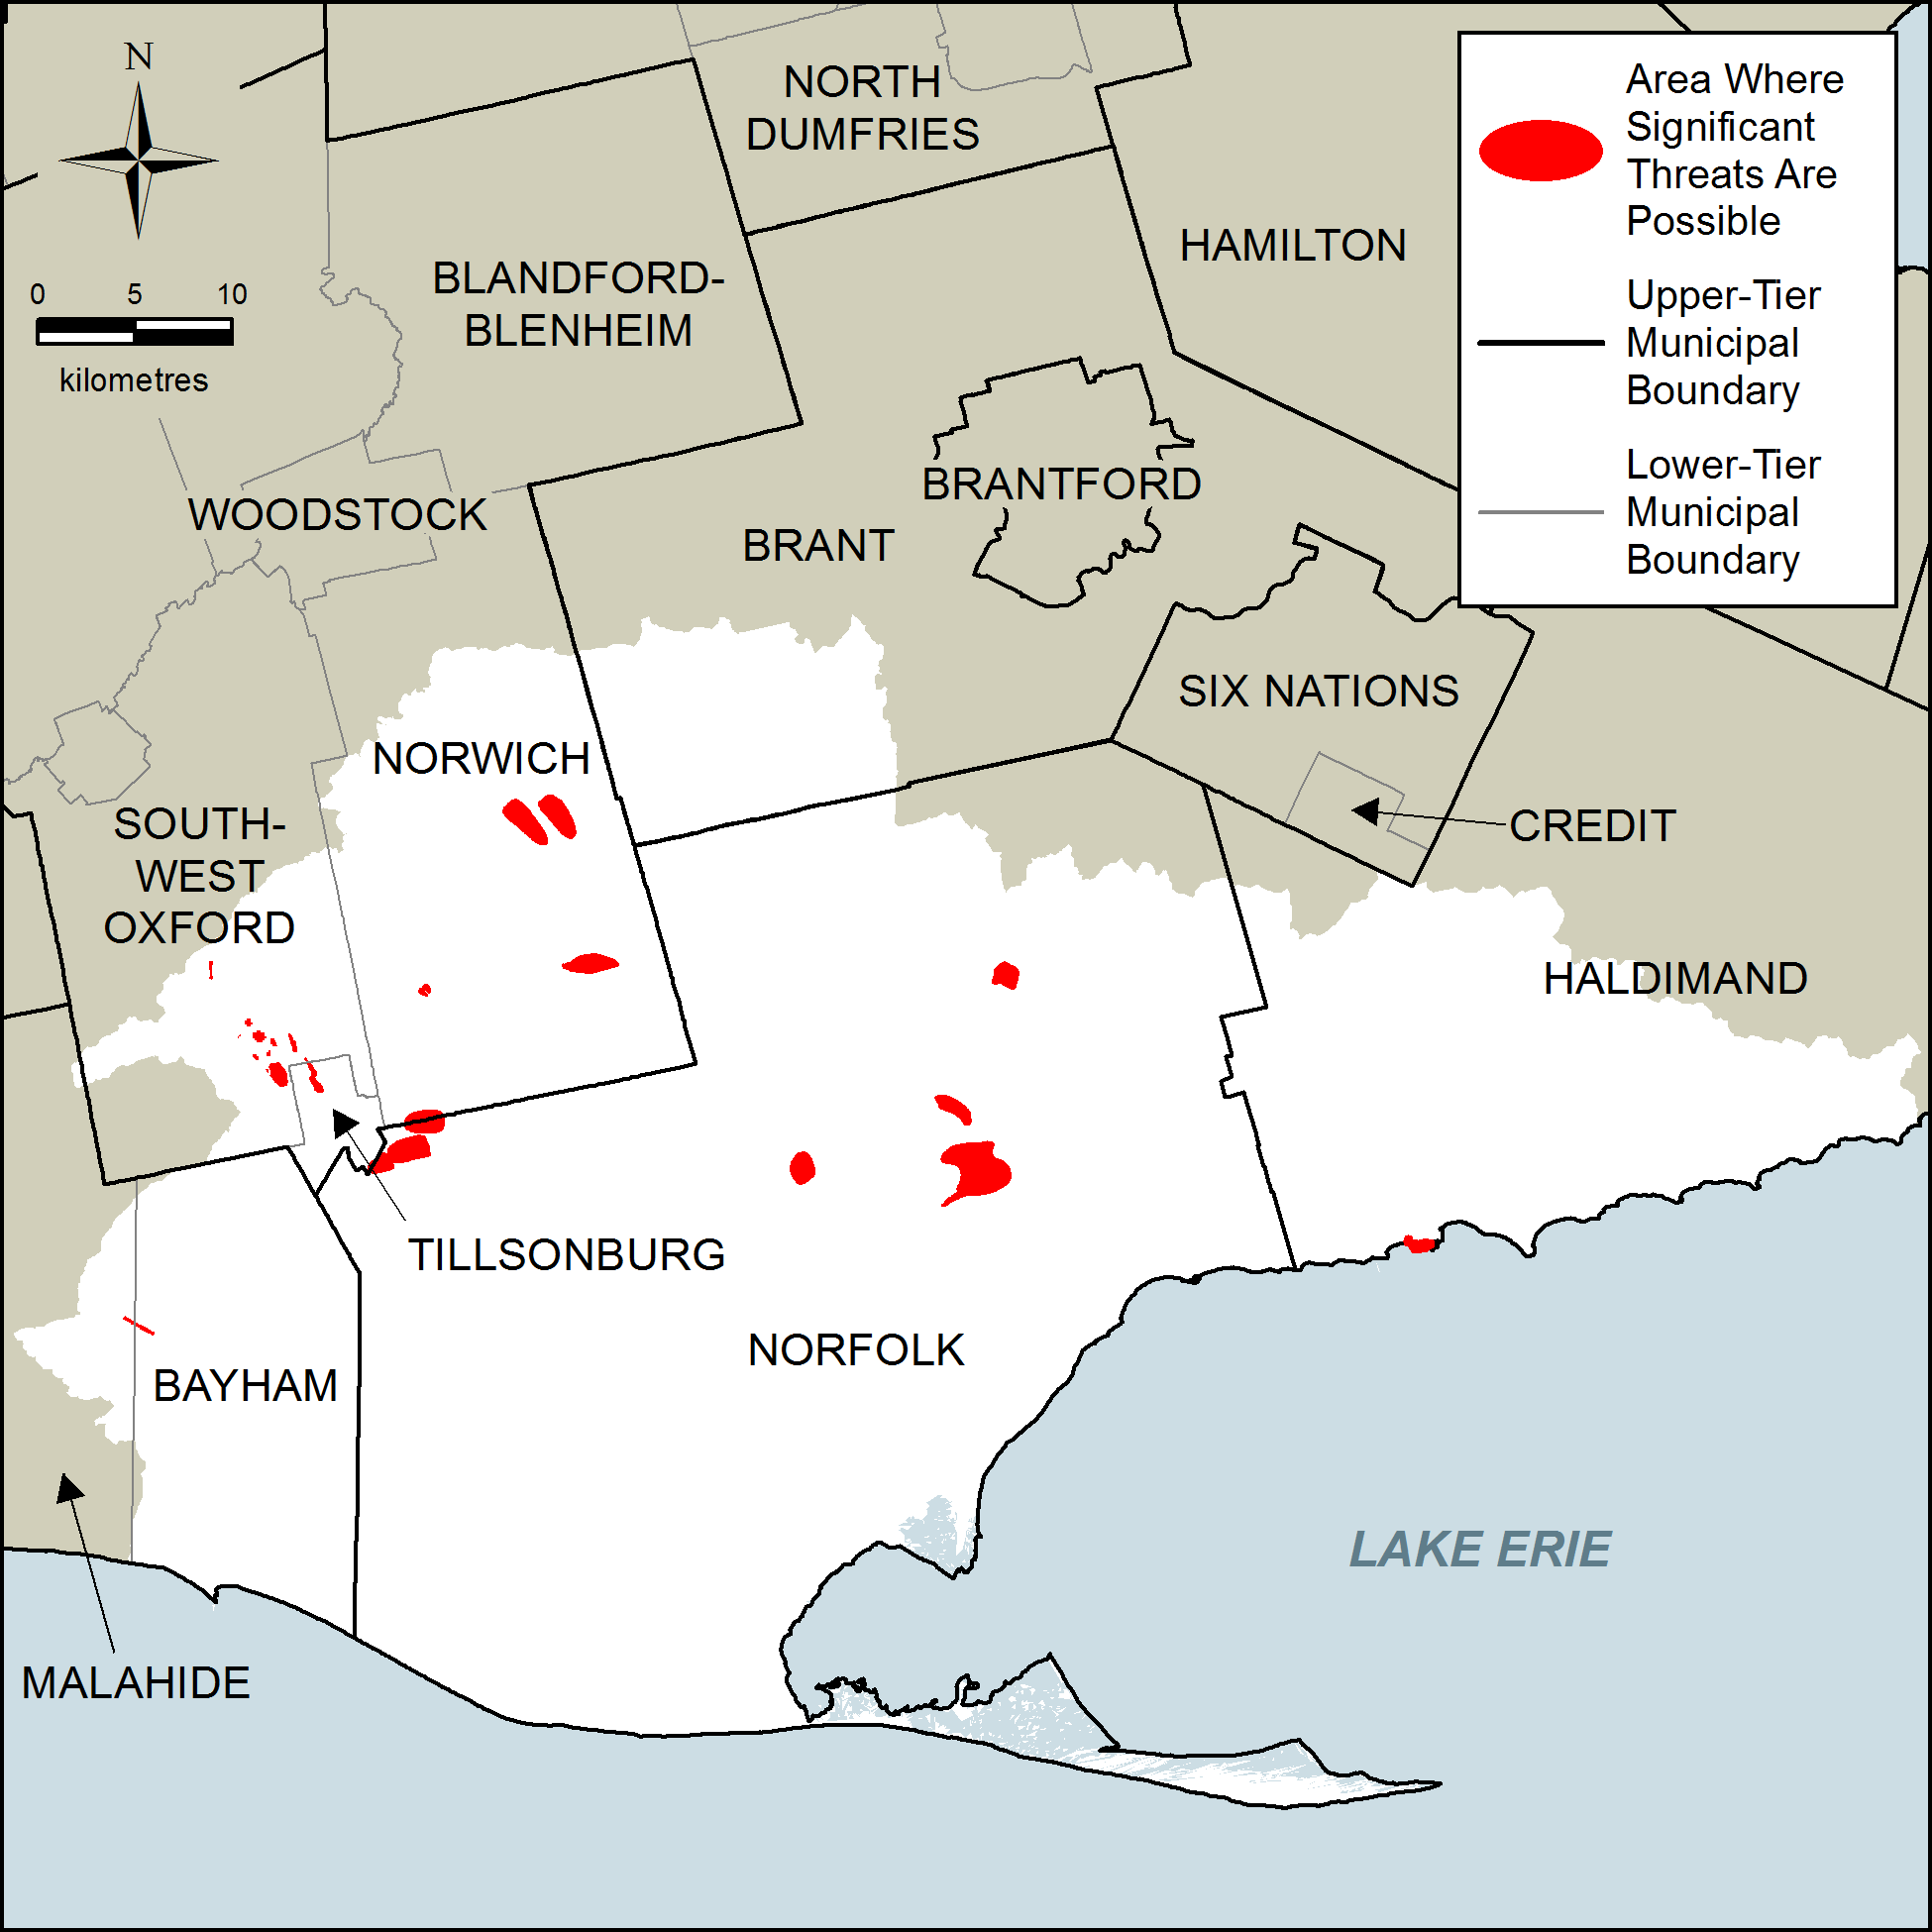 N
0 5 10
kilometres
NORTH
DUMFRIES
HAMILTON
BLANDFORD-
BLENHEIM
Area Where
Significant
Threats Are
Possible
Upper-Tier
Municipal
Boundary
Lower-Tier
Municipal
Boundary
WOODSTOCK
BRANTFORD
BRANT
SIX NATIONS
NORWICH
CREDIT
SOUTH-
WEST
OXFORD
HALDIMAND
TILLSONBURG
NORFOLK
BAYHAM
LAKE ERIE
MALAHIDE